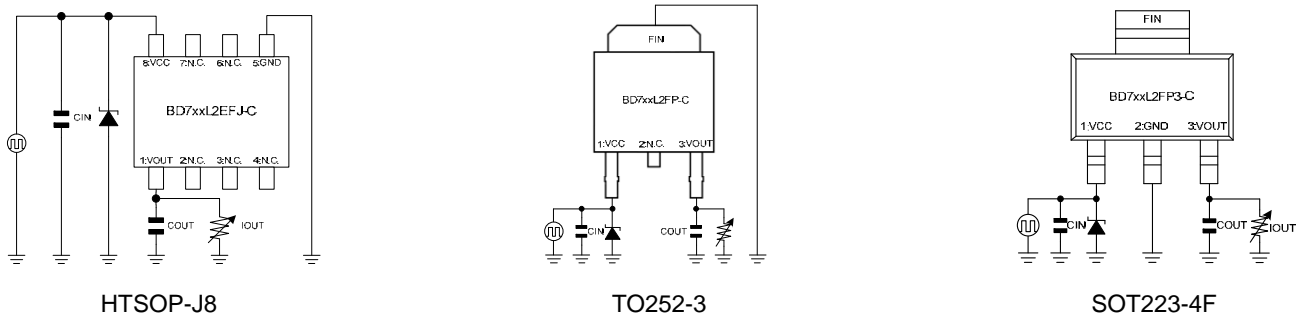 8:VCC 7:N.C. 6:N.C. 5:GND
BD7xxL2EFJ-C
CIN
1:VOUT 2:N.C. 3:N.C. 4:N.C.
COUT IOUT
HTSOP-J8
FIN
BD7xxL2FP-C
1:VCC 2:N.C. 3:VOUT
CIN COUT
TO252-3
FIN
BD7xxL2FP3-C
1:VCC 2:GND 3:VOUT
CIN COUT IOUT
SOT223-4F